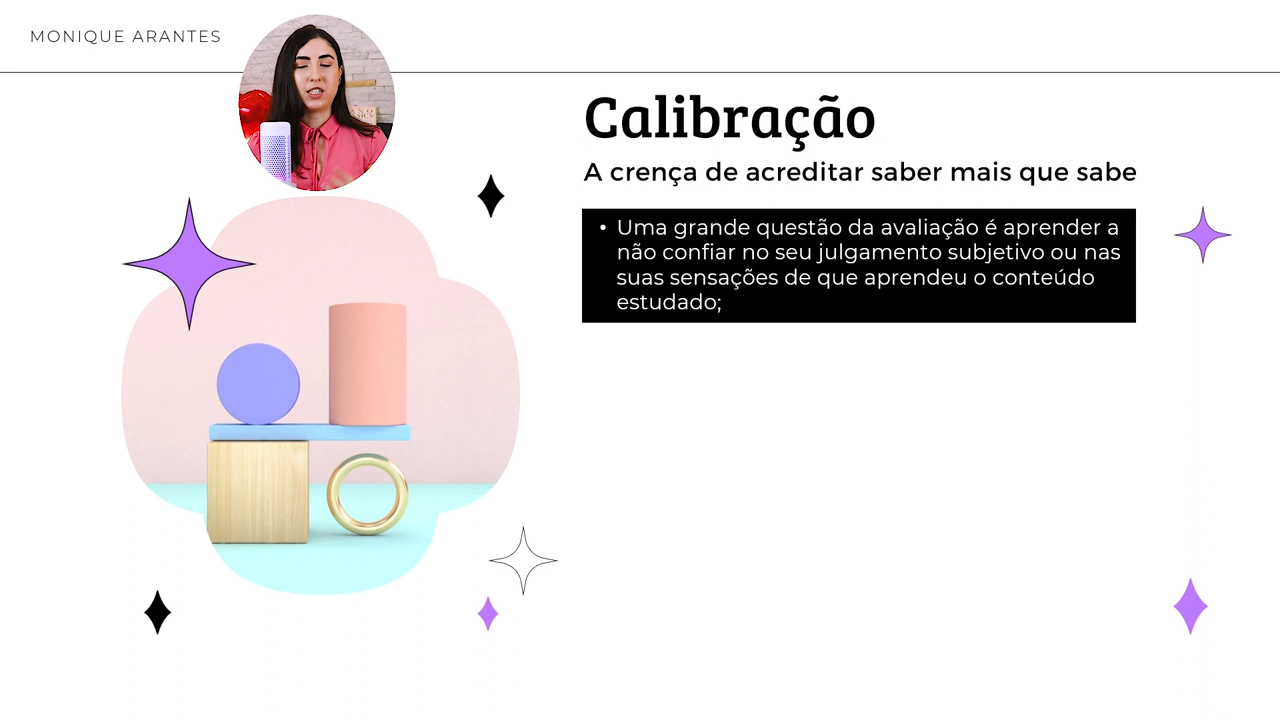 MONIQUE ARANTES
Calibração
A crença de acreditar saber mais que sabe
• Uma grande questão da avaliação é aprender a
não confiar no seu julgamento subjetivo ou nas
suas sensações de que aprendeu o conteúdo
estudado;